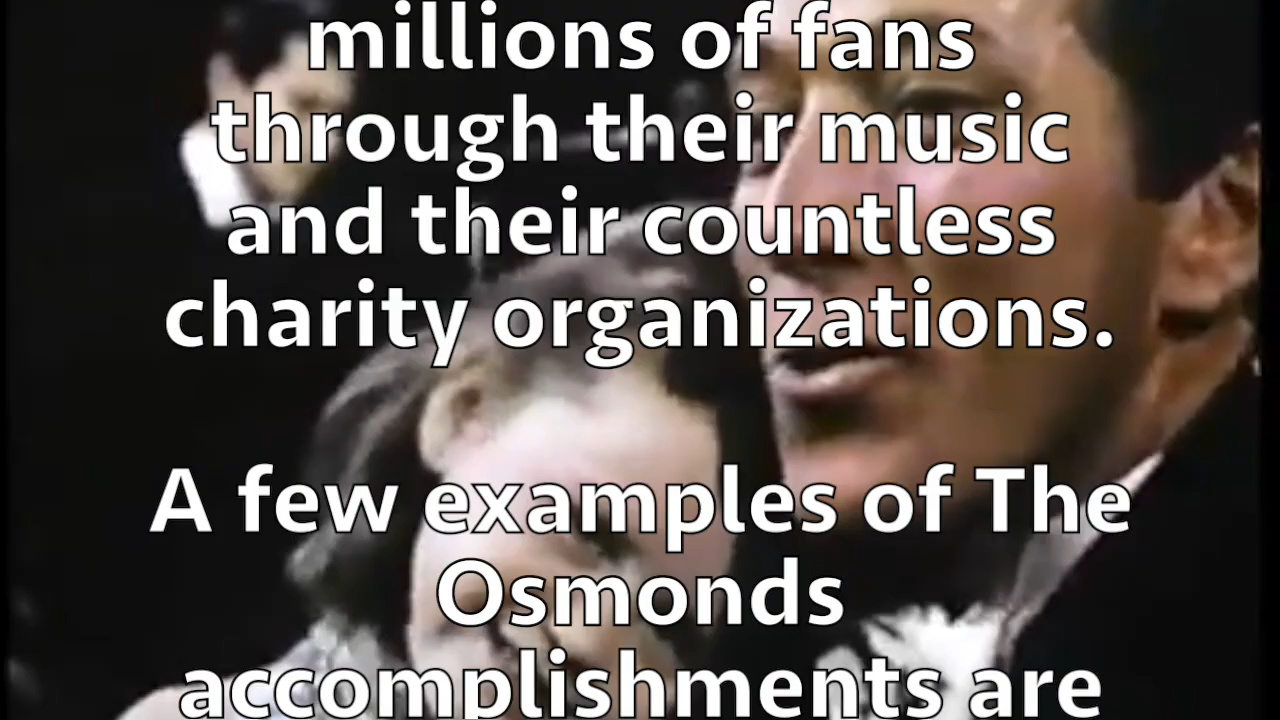 millions of fans
through their music
and their countless
charity organizations.
A few examples of The
Osmonds
accomplishments are